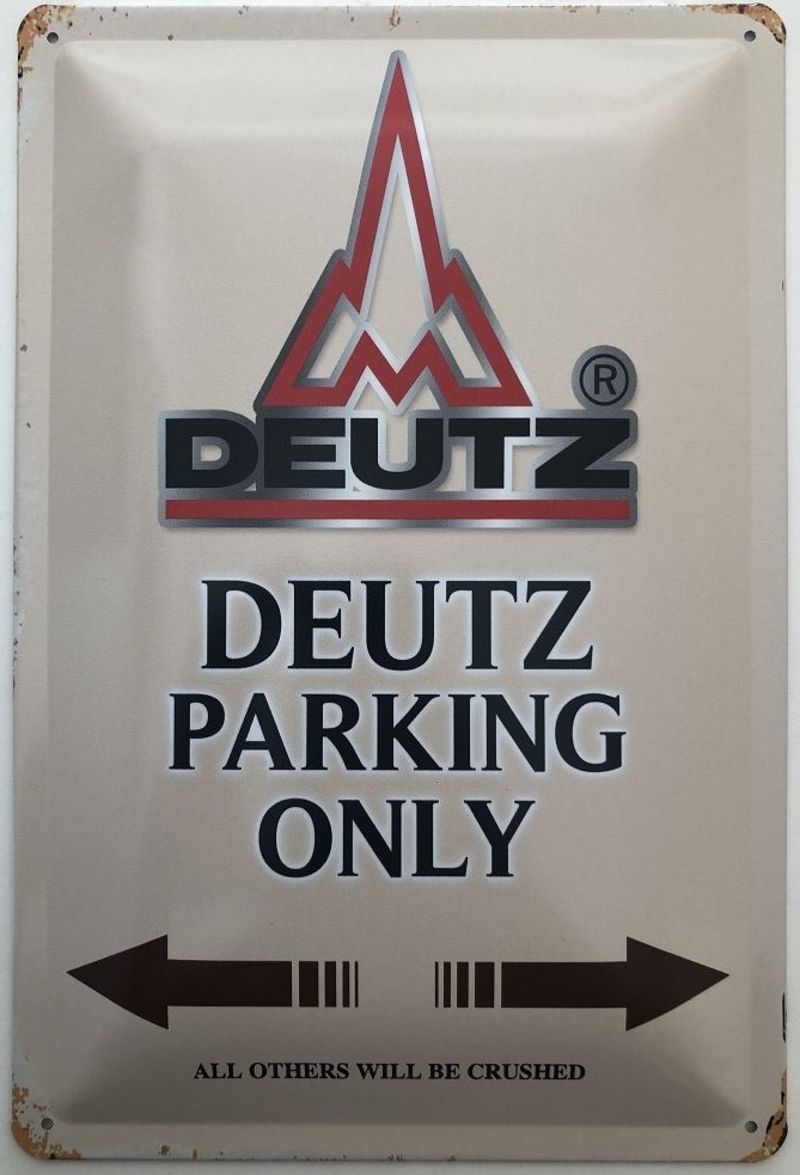 ®
DEUTZ
DEUTZ
PARKING
ONLY
ALL OTHERS WILL BE CRUSHED